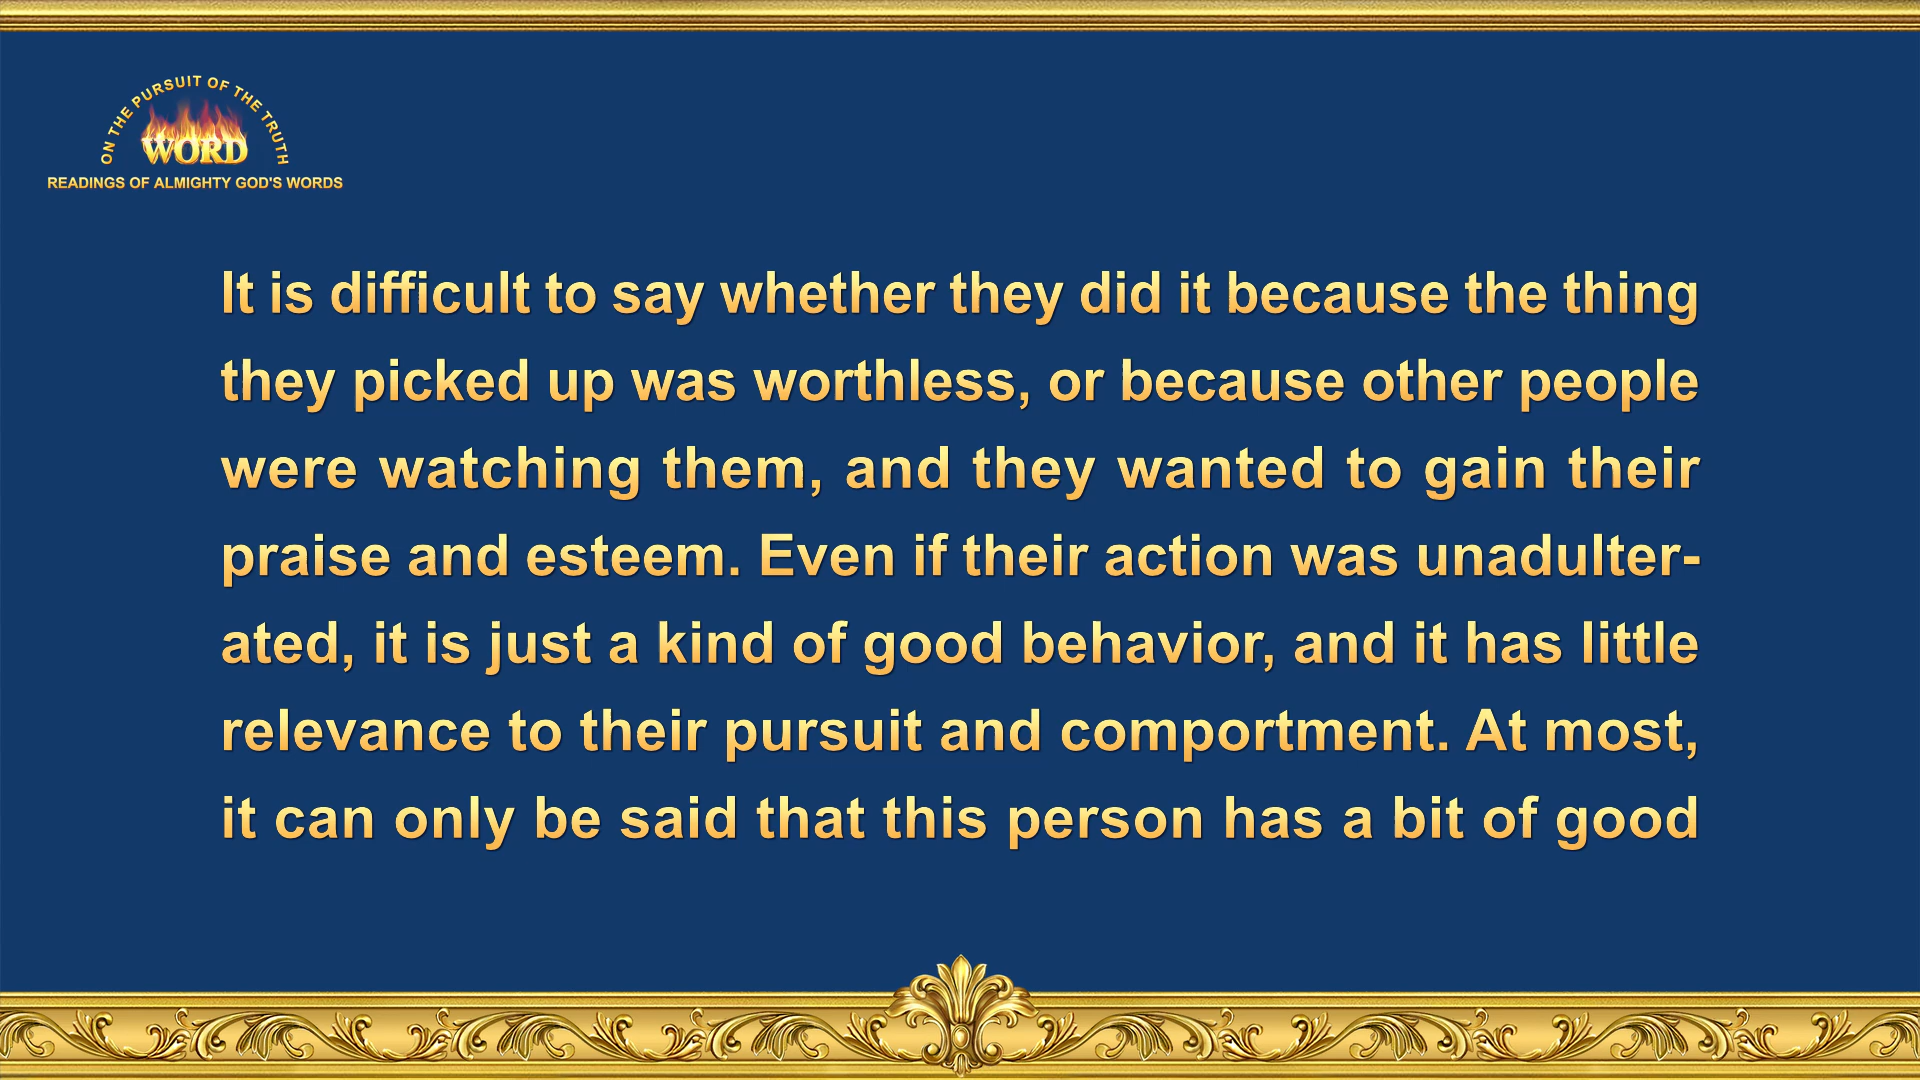 ON THE PURSUIT OF THE TRUTH
WORD
READINGS OF ALMIGHTY GOD'S WORDS
It is difficult to say whether they did it because the thing
they picked up was worthless, or because other people
were watching them, and they wanted to gain their
praise and esteem. Even if their action was unadulter-
ated, it is just a kind of good behavior, and it has little
relevance to their pursuit and comportment. At most,
it can only be said that this person has a bit of good